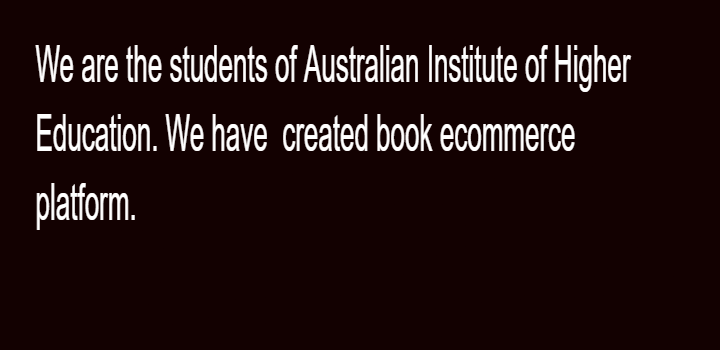 We are the students of Australian Institute of Higher
Education. We have  created book ecommerce
platform.